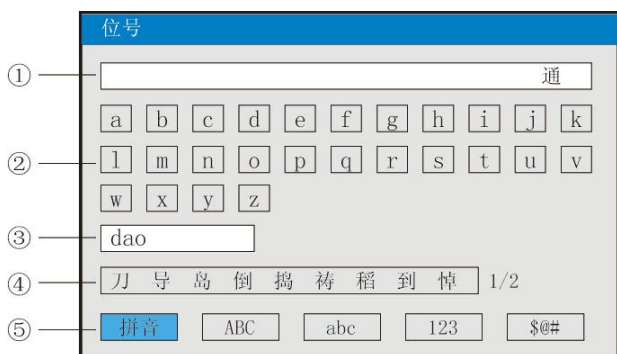 位号
① 通
a b c d e f g h i j k
② l m n o p q r s t u v
w x y z
③ dao
④ 刀 导 岛 倒 捣 祷 稻 到 悼 1/2
⑤ 拼音 ABC abc 123 $@#